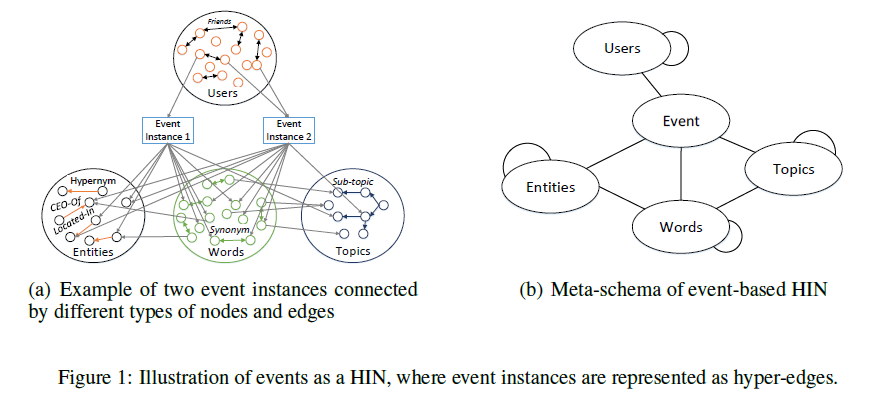 Friends
Users
Event
Instance 1
Event
Instance 2
Hypernym
CEO-Of
Located-in
Entities
Synonym
Words
Sub-topic
Topics
Users
Event
Topics
Entities
Words
(a) Example of two event instances connected
by different types of nodes and edges
(b) Meta-schema of event-based HIN
Figure 1: Illustration of events as a HIN, where event instances are represented as hyper-edges.